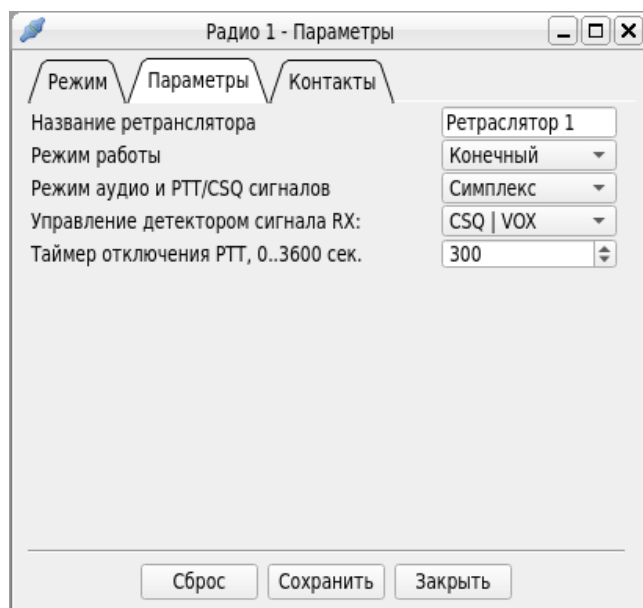 Радио 1 - Параметры
Режим Параметры Контакты
Название ретранслятора Ретраслятор 1
Режим работы Конечный
Режим аудио и PTT/CSQ сигналов Симплекс
Управление детектором сигнала RX: CSQ | VOX
Таймер отключения PTT, 0..3600 сек. 300
Сброс Сохранить Закрыть